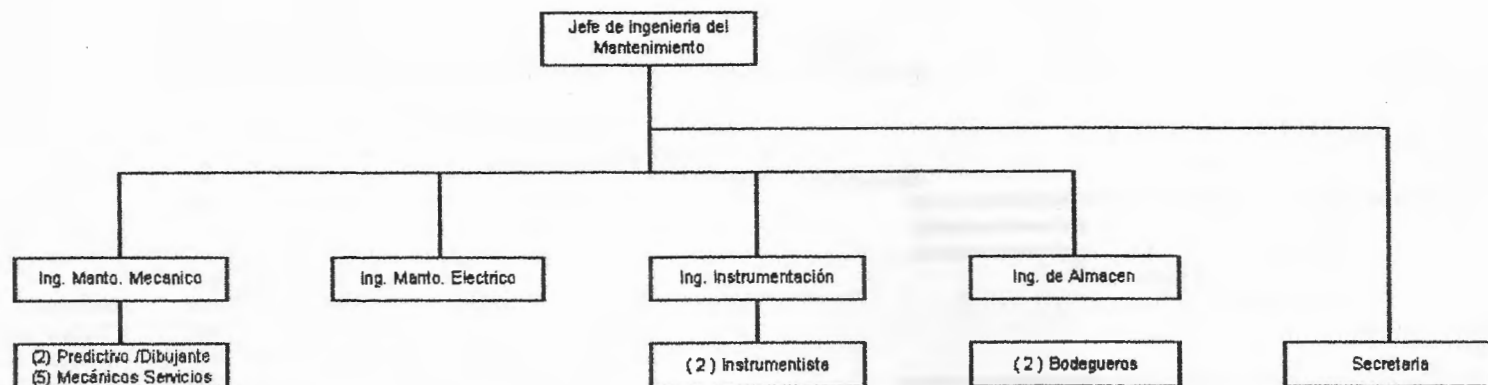 Jefe de Ingenieria del
Mantenimiento
Ing. Manto. Mecanico
Ing. Manto. Electrico
Ing. Instrumentación
Ing. de Almacen
(2) Predictivo /Dibujante
(5) Mecánicos Servicios
( 2 ) Instrumentista
( 2 ) Bodegueros
Secretaria